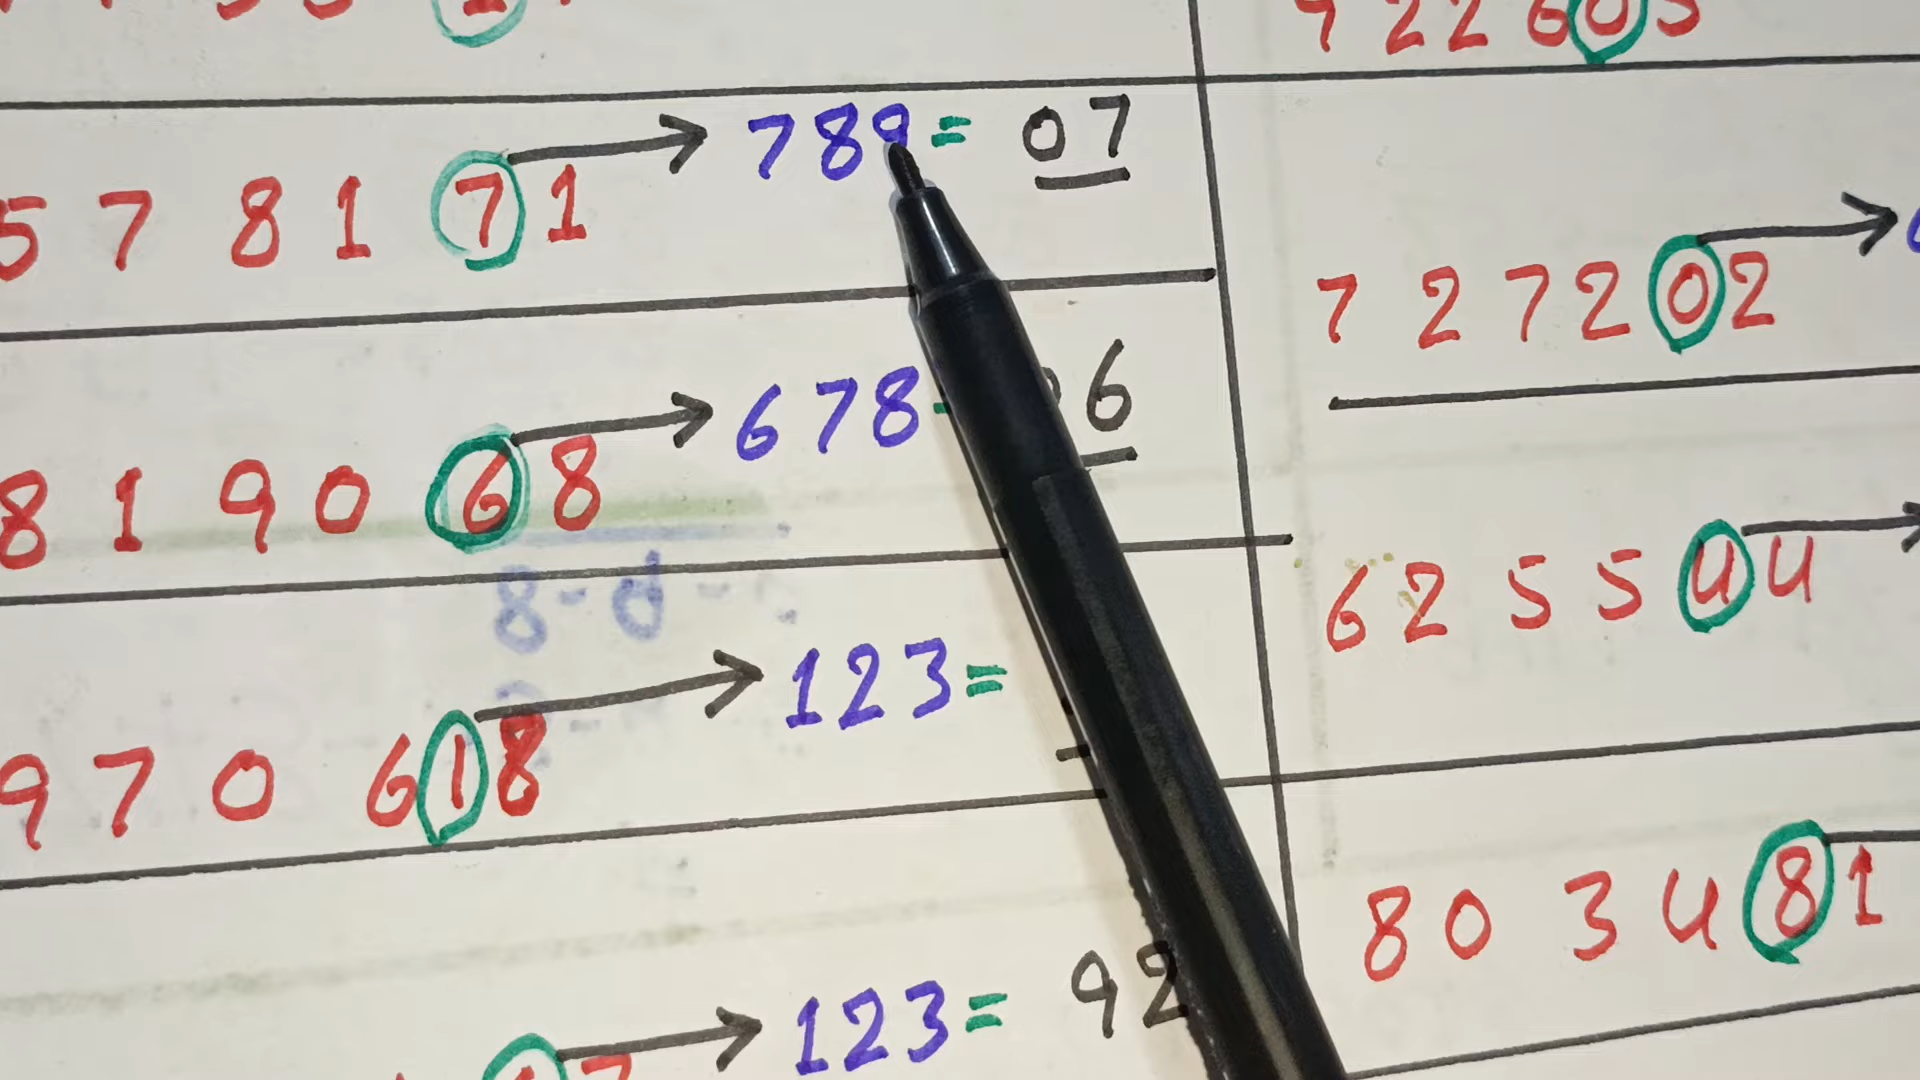 5 7 8 1 7 1 → 789 = 07
8 1 9 0 6 8 → 678 6
9 7 0 6 1 8 → 123 =
→ 123 = 92
9 2 2 6 0 5
7 2 7 2 0 2 →
6 2 5 5 4 4 →
8 0 3 4 8 1
8 - d -